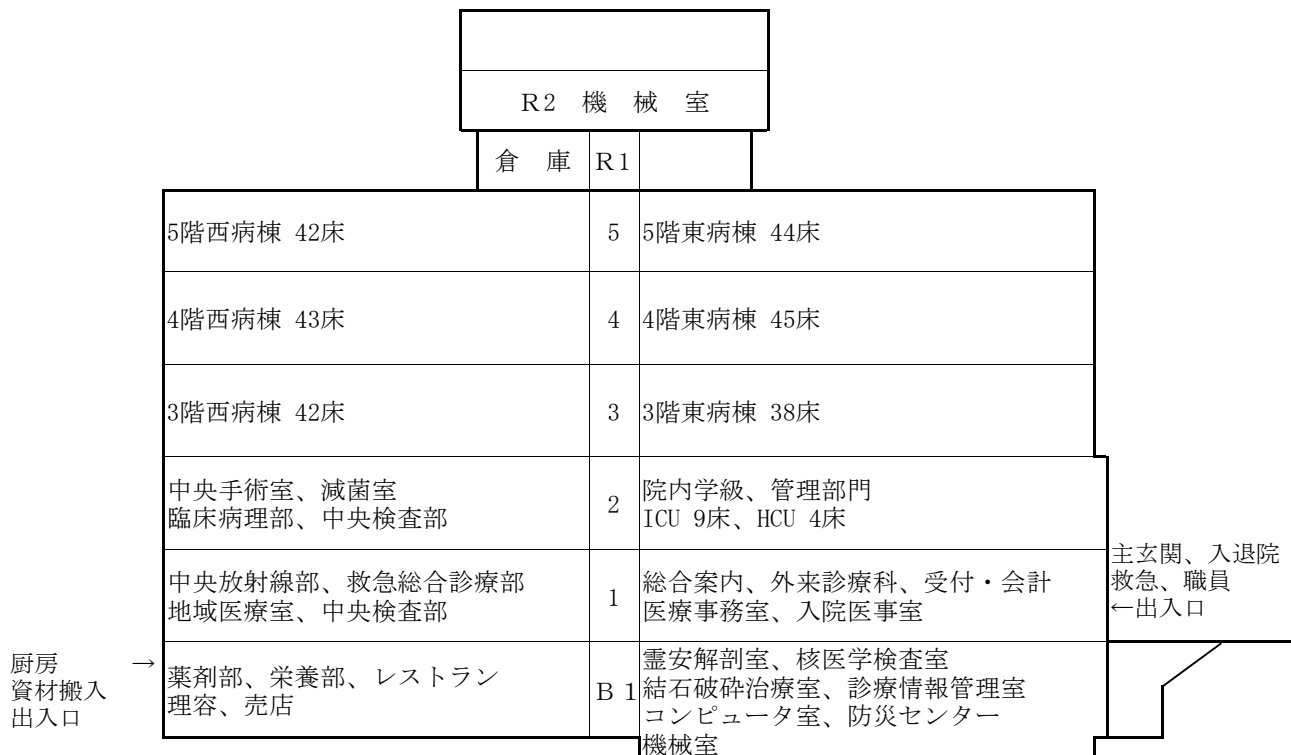 R2 機 械 室
倉 庫 R1
5階西病棟 42床 5 5階東病棟 44床
4階西病棟 43床 4 4階東病棟 45床
3階西病棟 42床 3 3階東病棟 38床
中央手術室、減菌室
臨床病理部、中央検査部
2
院内学級、管理部門
ICU 9床、HCU 4床
中央放射線部、救急総合診療部
地域医療室、中央検査部
1
総合案内、外来診療科、受付・会計
医療事務室、入院医事室
主玄関、入退院
救急、職員
←出入口
厨房 →
資材搬入
出入口
薬剤部、栄養部、レストラン
理容、売店
B1
霊安解剖室、核医学検査室
結石破砕治療室、診療情報管理室
コンピュータ室、防災センター
機械室